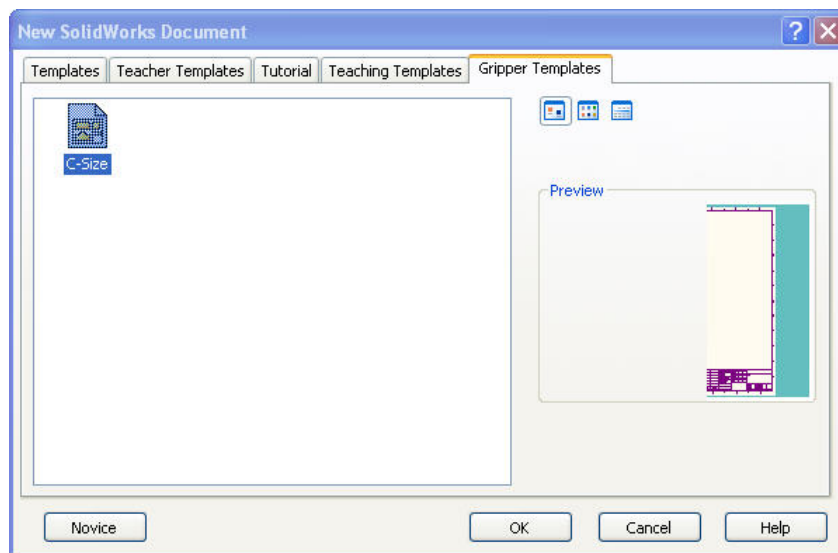 New SolidWorks Document
Templates Teacher Templates Tutorial Teaching Templates Gripper Templates
C-Size
Preview
Novice OK Cancel Help